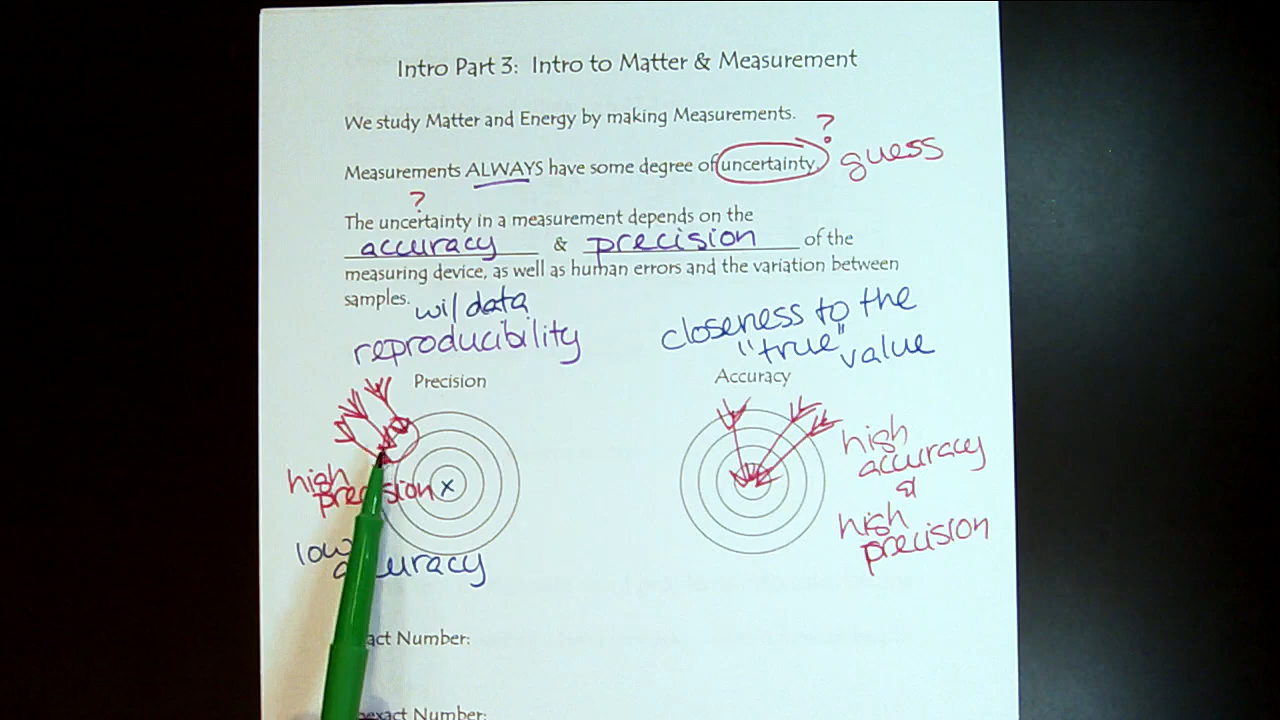 Intro Part 3: Intro to Matter & Measurement
We study Matter and Energy by making Measurements.
?
Measurements ALWAYS have some degree of uncertainty. guess
?
The uncertainty in a measurement depends on the
accuracy & precision of the
measuring device, as well as human errors and the variation between
samples.
w/ data
reproducibility
closeness to the
"true" value
Precision
Accuracy
high
precision
x
low
high
accuracy
&
high
precision
Number:
Number: